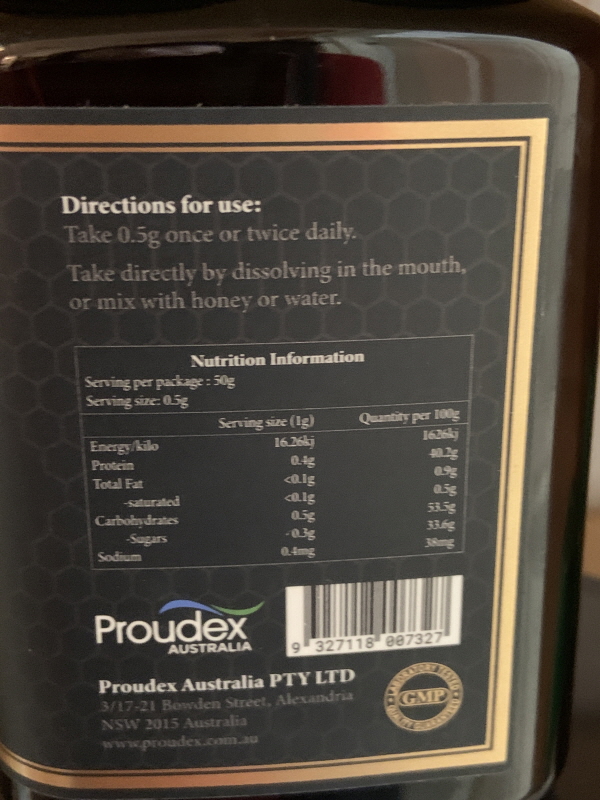 Directions for use:
Take 0.5g once or twice daily.
Take directly by dissolving in the mouth,
or mix with honey or water.
Nutrition Information
Serving per package : 50g
Serving size: 0.5g
Serving size (1g) Quantity per 100g
Energy/kilo 16.26kj 1626kj
Protein 0.4g 40.2g
Total Fat <0.1g 0.9g
-saturated <0.1g 0.5g
Carbohydrates 0.5g 53.5g
-Sugars -0.3g 33.6g
Sodium 0.4mg 38mg
Proudex
AUSTRALIA
9 327118 007327
Proudex Australia PTY LTD
3/17-21 Bowden Street, Alexandria
NSW 2015 Australia
www.proudex.com.au
LABORATORY TESTED
GMP
QUALITY GUARANTEED